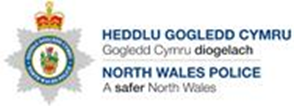 HEDDLU GOGLEDD CYMRU
Gogledd Cymru diogelach
NORTH WALES POLICE
A safer North Wales